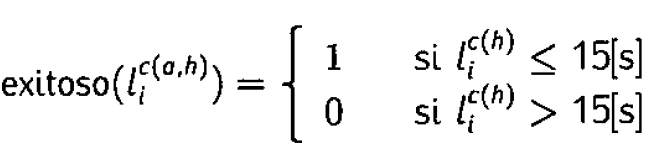 exitoso(l_i^{c(a,h)}) = { 1 si l_i^{c(h)} ≤ 15[s]
0 si l_i^{c(h)} > 15[s]